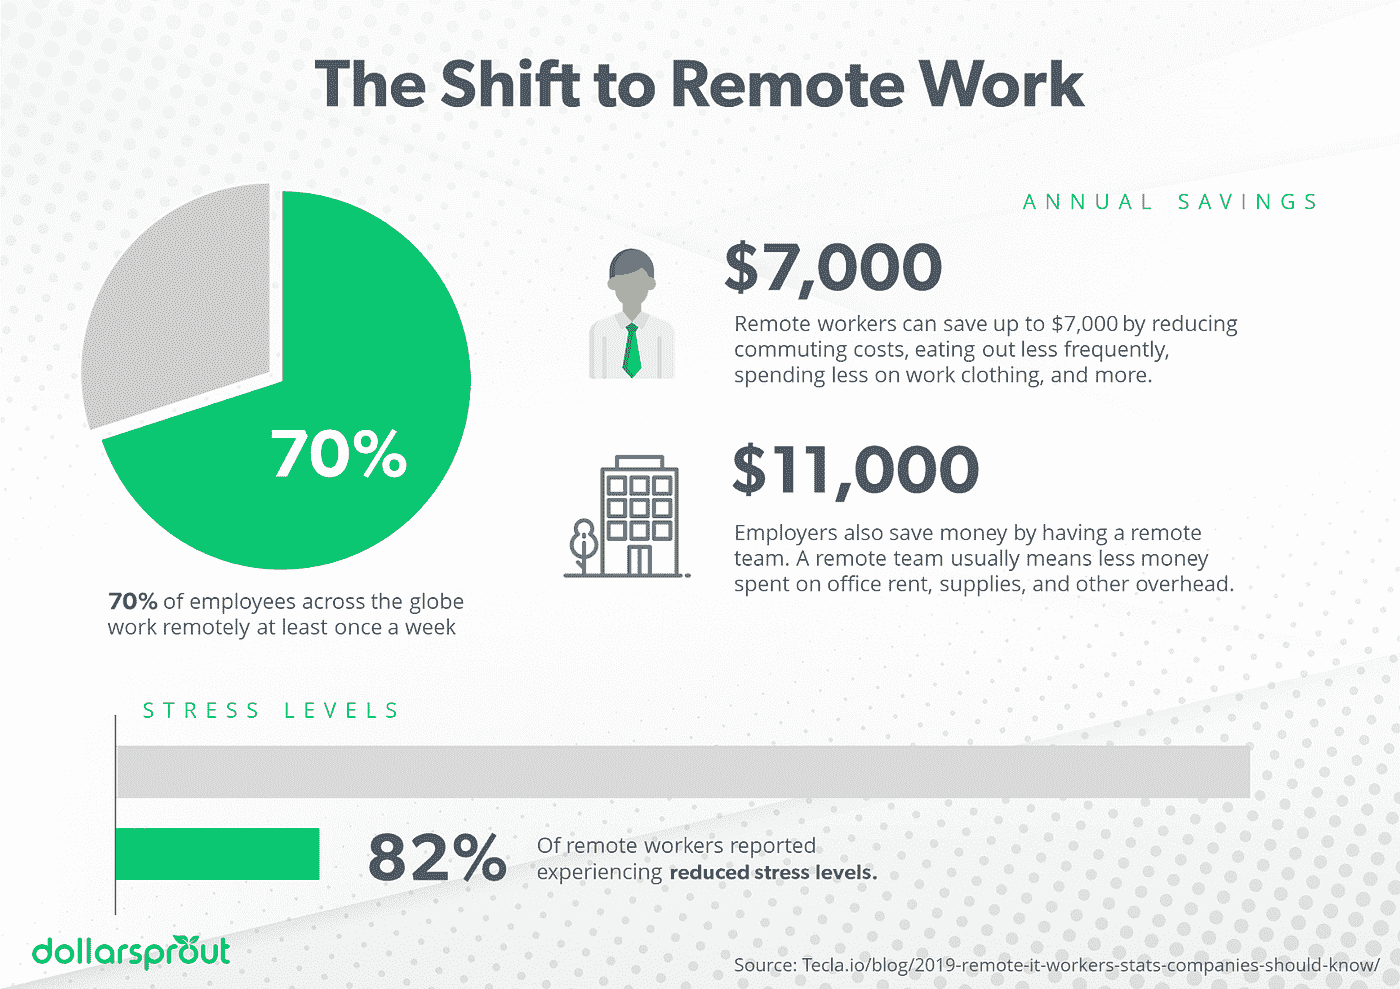 The Shift to Remote Work
ANNUAL SAVINGS
$7,000
Remote workers can save up to $7,000 by reducing
commuting costs, eating out less frequently,
spending less on work clothing, and more.
$11,000
Employers also save money by having a remote
team. A remote team usually means less money
spent on office rent, supplies, and other overhead.
70%
70% of employees across the globe
work remotely at least once a week
STRESS LEVELS
82%
Of remote workers reported
experiencing reduced stress levels.
dollarsprout
Source: Tecla.io/blog/2019-remote-it-workers-stats-companies-should-know/